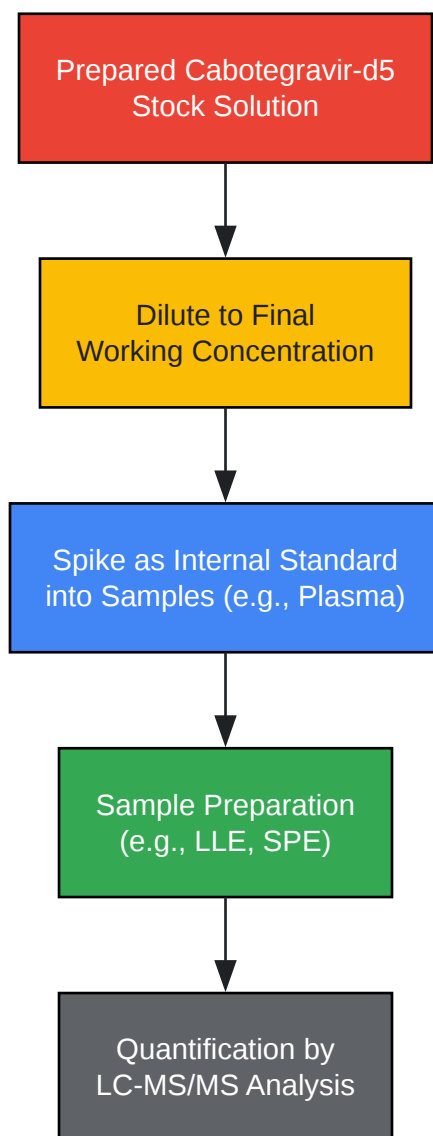 Prepared Cabotegravir-d5
Stock Solution
Dilute to Final
Working Concentration
Spike as Internal Standard
into Samples (e.g., Plasma)
Sample Preparation
(e.g., LLE, SPE)
Quantification by
LC-MS/MS Analysis